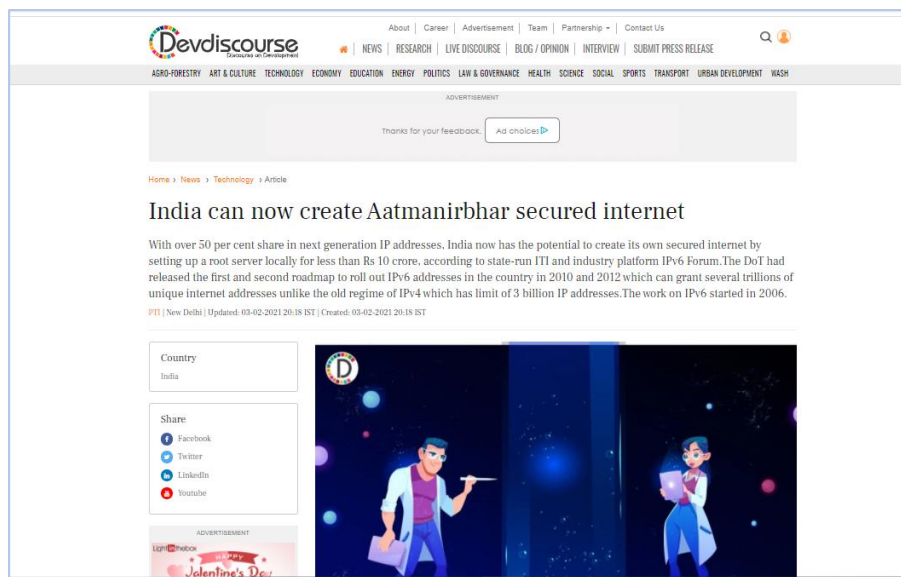 Devdiscourse
Discourse on Development
About | Career | Advertisement | Team | Partnership | Contact Us
NEWS | RESEARCH | LIVE DISCOURSE | BLOG / OPINION | INTERVIEW | SUBMIT PRESS RELEASE
AGRO-FORESTRY ART & CULTURE TECHNOLOGY ECONOMY EDUCATION ENERGY POLITICS LAW & GOVERNANCE HEALTH SCIENCE SOCIAL SPORTS TRANSPORT URBAN DEVELOPMENT WASH
ADVERTISEMENT
Thanks for your feedback. Ad choices
Home › News › Technology › Article
India can now create Aatmanirbhar secured internet
With over 50 per cent share in next generation IP addresses, India now has the potential to create its own secured internet by
setting up a root server locally for less than Rs 10 crore, according to state-run ITI and industry platform IPv6 Forum.The DoT had
released the first and second roadmap to roll out IPv6 addresses in the country in 2010 and 2012 which can grant several trillions of
unique internet addresses unlike the old regime of IPv4 which has limit of 3 billion IP addresses.The work on IPv6 started in 2006.
PTI | New Delhi | Updated: 03-02-2021 20:18 IST | Created: 03-02-2021 20:18 IST
Country
India
Share
Facebook
Twitter
LinkedIn
Youtube
ADVERTISEMENT
Lightinthebox
HAPPY
Valentine's Day
D